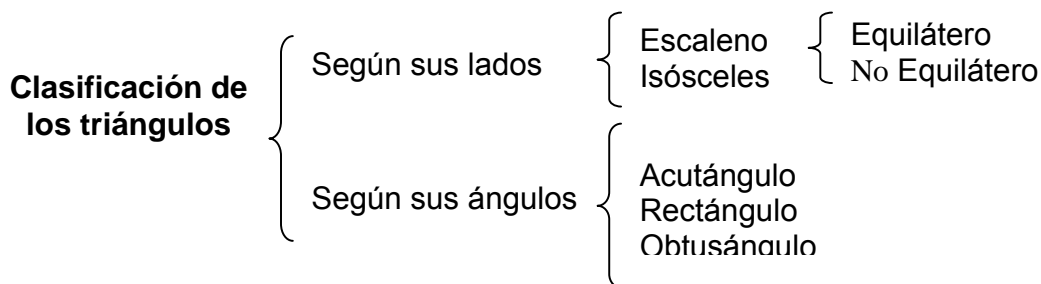 Clasificación de
los triángulos
Según sus lados
Escaleno
Isósceles
Equilátero
No Equilátero
Según sus ángulos
Acutángulo
Rectángulo
Obtusángulo